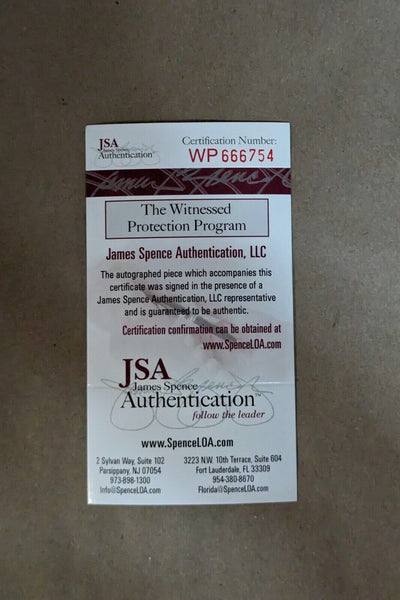 JSA
James Spence
Authentication
Certification Number:
WP 666754
The Witnessed
Protection Program
James Spence Authentication, LLC
The autographed piece which accompanies this
certificate was signed in the presence of a
James Spence Authentication, LLC representative
and is guaranteed to be authentic.
Certification confirmation can be obtained at
www.SpenceLOA.com
JSA
James Spence
Authentication™
follow the leader
www.SpenceLOA.com
2 Sylvan Way, Suite 102
Parsippany, NJ 07054
973-898-1300
Info@SpenceLOA.com
3223 N.W. 10th Terrace, Suite 604
Fort Lauderdale, FL 33309
954-380-8670
Florida@SpenceLOA.com